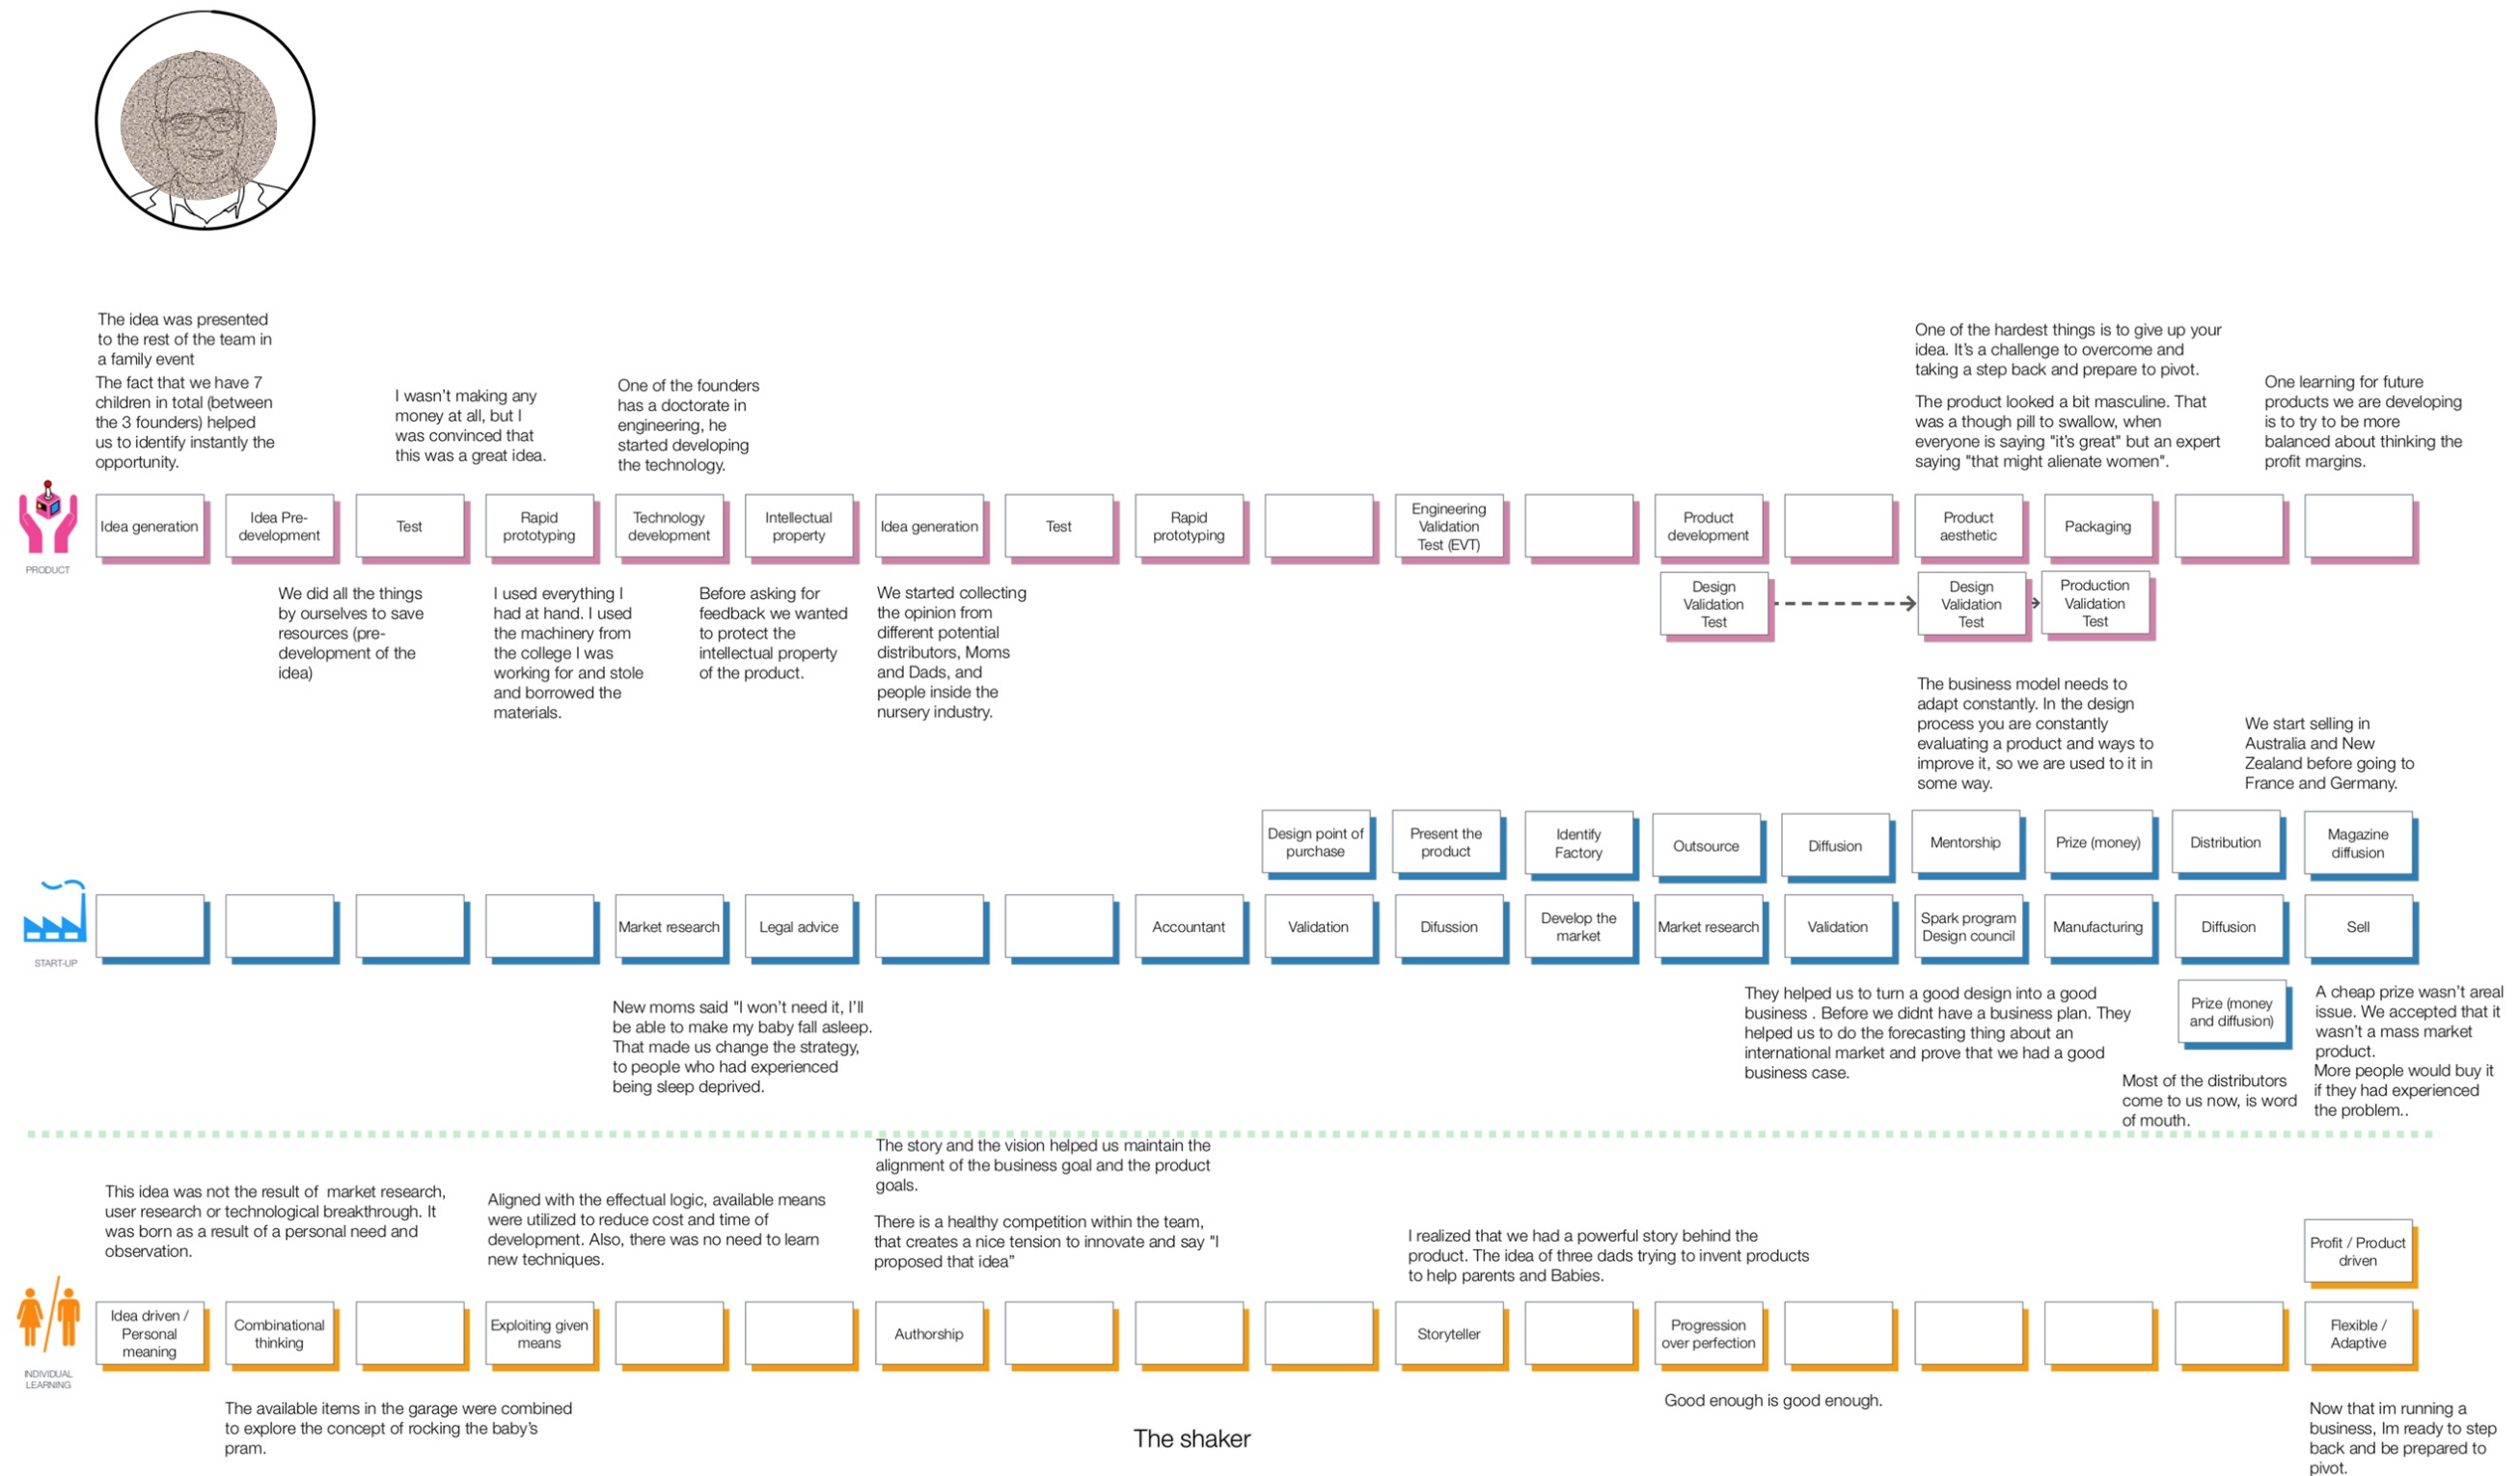 The idea was presented
to the rest of the team in
a family event
The fact that we have 7
children in total (between
the 3 founders) helped
us to identify instantly the
opportunity.
I wasn't making any
money at all, but I
was convinced that
this was a great idea.
One of the founders
has a doctorate in
engineering, he
started developing
the technology.
One of the hardest things is to give up your
idea. It's a challenge to overcome and
taking a step back and prepare to pivot.
The product looked a bit masculine. That
was a though pill to swallow, when
everyone is saying "it's great" but an expert
saying "that might alienate women".
One learning for future
products we are developing
is to try to be more
balanced about thinking the
profit margins.
PRODUCT
Idea generation
Idea Pre-
development
Test
Rapid
prototyping
Technology
development
Intellectual
property
Idea generation
Test
Rapid
prototyping
Engineering
Validation
Test (EVT)
Product
development
Product
aesthetic
Packaging
Design
Validation
Test
Design
Validation
Test
Production
Validation
Test
We did all the things
by ourselves to save
resources (pre-
development of the
idea)
I used everything I
had at hand. I used
the machinery from
the college I was
working for and stole
and borrowed the
materials.
Before asking for
feedback we wanted
to protect the
intellectual property
of the product.
We started collecting
the opinion from
different potential
distributors, Moms
and Dads, and
people inside the
nursery industry.
The business model needs to
adapt constantly. In the design
process you are constantly
evaluating a product and ways to
improve it, so we are used to it in
some way.
We start selling in
Australia and New
Zealand before going to
France and Germany.
Design point of
purchase
Present the
product
Identify
Factory
Outsource
Diffusion
Mentorship
Prize (money)
Distribution
Magazine
diffusion
START-UP
Market research
Legal advice
Accountant
Validation
Difussion
Develop the
market
Market research
Validation
Spark program
Design council
Manufacturing
Diffusion
Sell
New moms said "I won't need it, I'll
be able to make my baby fall asleep.
That made us change the strategy,
to people who had experienced
being sleep deprived.
They helped us to turn a good design into a good
business . Before we didnt have a business plan. They
helped us to do the forecasting thing about an
international market and prove that we had a good
business case.
Prize (money
and diffusion)
Most of the distributors
come to us now, is word
of mouth.
A cheap prize wasn't areal
issue. We accepted that it
wasn't a mass market
product.
More people would buy it
if they had experienced
the problem..
This idea was not the result of  market research,
user research or technological breakthrough. It
was born as a result of a personal need and
observation.
Aligned with the effectual logic, available means
were utilized to reduce cost and time of
development. Also, there was no need to learn
new techniques.
The story and the vision helped us maintain the
alignment of the business goal and the product
goals.
There is a healthy competition within the team,
that creates a nice tension to innovate and say "I
proposed that idea"
I realized that we had a powerful story behind the
product. The idea of three dads trying to invent products
to help parents and Babies.
Profit / Product
driven
INDIVIDUAL
LEARNING
Idea driven /
Personal
meaning
Combinational
thinking
Exploiting given
means
Authorship
Storyteller
Progression
over perfection
Flexible /
Adaptive
The available items in the garage were combined
to explore the concept of rocking the baby's
pram.
Good enough is good enough.
Now that im running a
business, Im ready to step
back and be prepared to
pivot.
The shaker